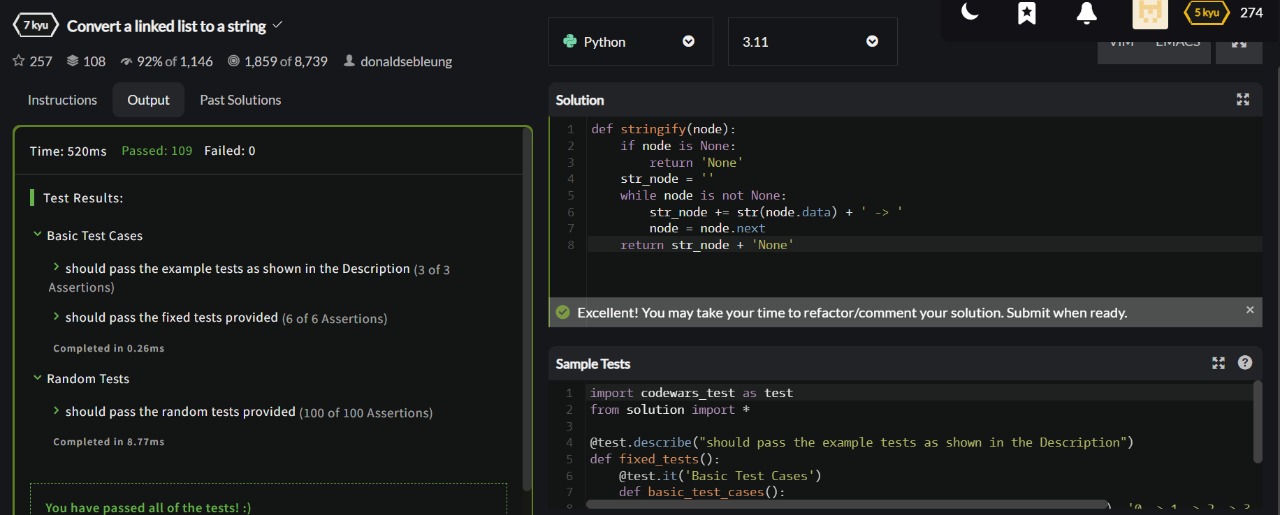 7 kyu Convert a linked list to a string
257 108 92% of 1,146 1,859 of 8,739 donaldsebleung
Instructions Output Past Solutions
Time: 520ms Passed: 109 Failed: 0
Test Results:
Basic Test Cases
should pass the example tests as shown in the Description (3 of 3
Assertions)
should pass the fixed tests provided (6 of 6 Assertions)
Completed in 0.26ms
Random Tests
should pass the random tests provided (100 of 100 Assertions)
Completed in 8.77ms
You have passed all of the tests! :)
5 kyu 274
Python 3.11
VIM EMACS
Solution
1 def stringify(node):
2 if node is None:
3 return 'None'
4 str_node = ''
5 while node is not None:
6 str_node += str(node.data) + ' -> '
7 node = node.next
8 return str_node + 'None'
Excellent! You may take your time to refactor/comment your solution. Submit when ready.
Sample Tests
1 import codewars_test as test
2 from solution import *
3
4 @test.describe("should pass the example tests as shown in the Description")
5 def fixed_tests():
6 @test.it('Basic Test Cases')
7 def basic_test_cases():